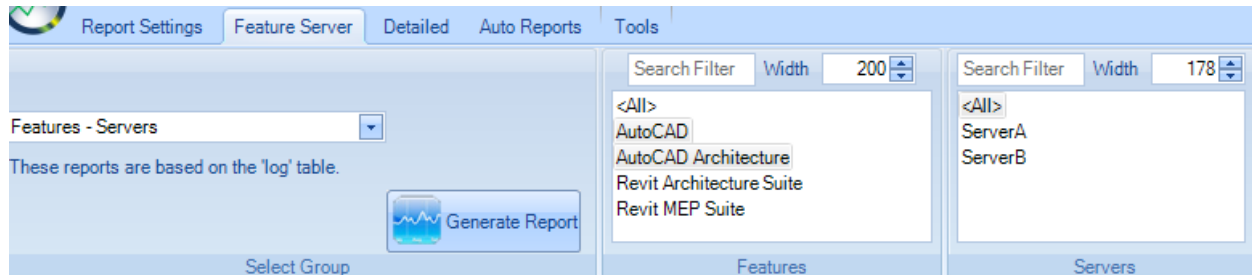 Report Settings Feature Server Detailed Auto Reports Tools
Search Filter Width 200 Search Filter Width 178
Features - Servers
These reports are based on the 'log' table.
Generate Report
Select Group
<All>
AutoCAD
AutoCAD Architecture
Revit Architecture Suite
Revit MEP Suite
Features
<All>
ServerA
ServerB
Servers